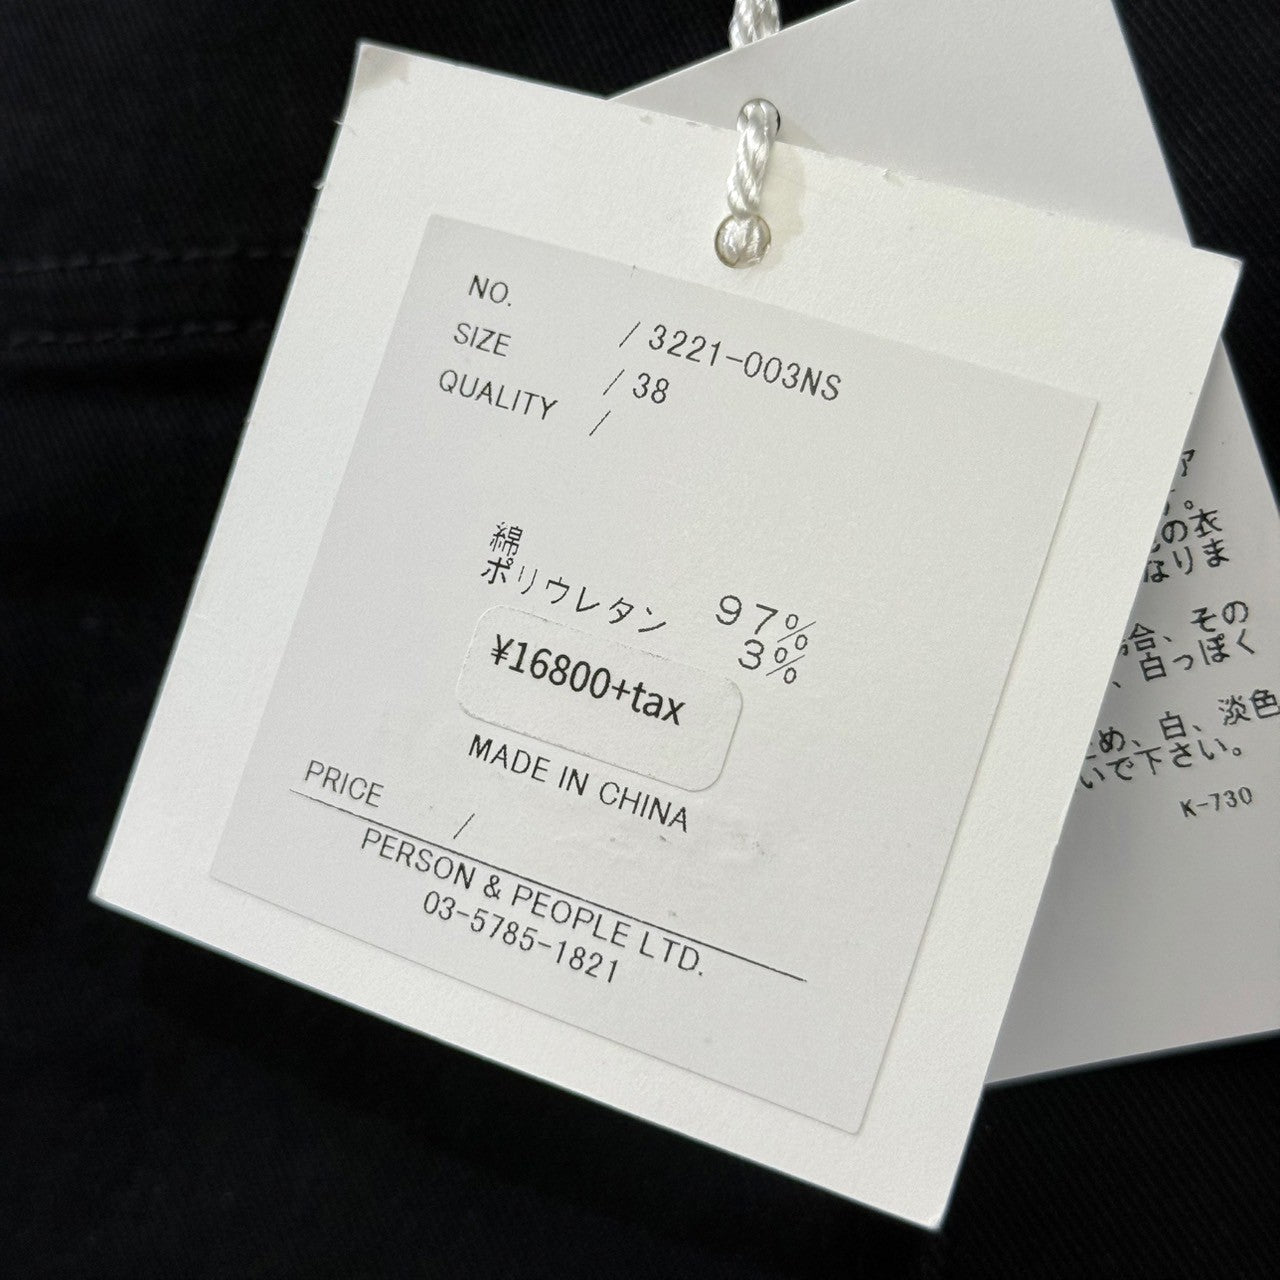 NO. / 3221-003NS
SIZE / 38
QUALITY /
綿 97%
ポリウレタン 3%
¥16800+tax
MADE IN CHINA
PRICE /
PERSON & PEOPLE LTD.
03-5785-1821
の衣
なりま
合、その
、白っぽく
め、白、淡色
いで下さい。
K-730